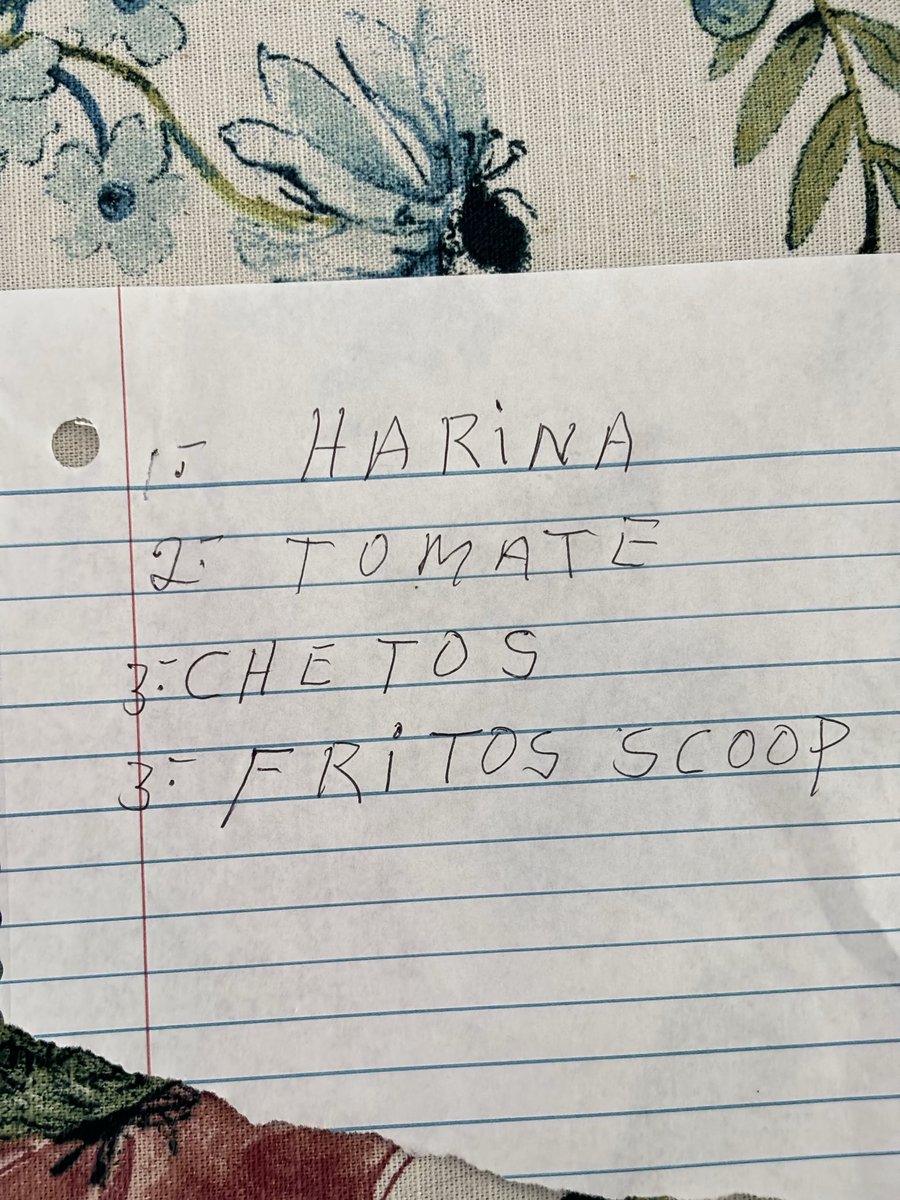 1.- HARiNA
2.- TOMATE
3.- CHETOS
3.- FRiTOS SCOOP